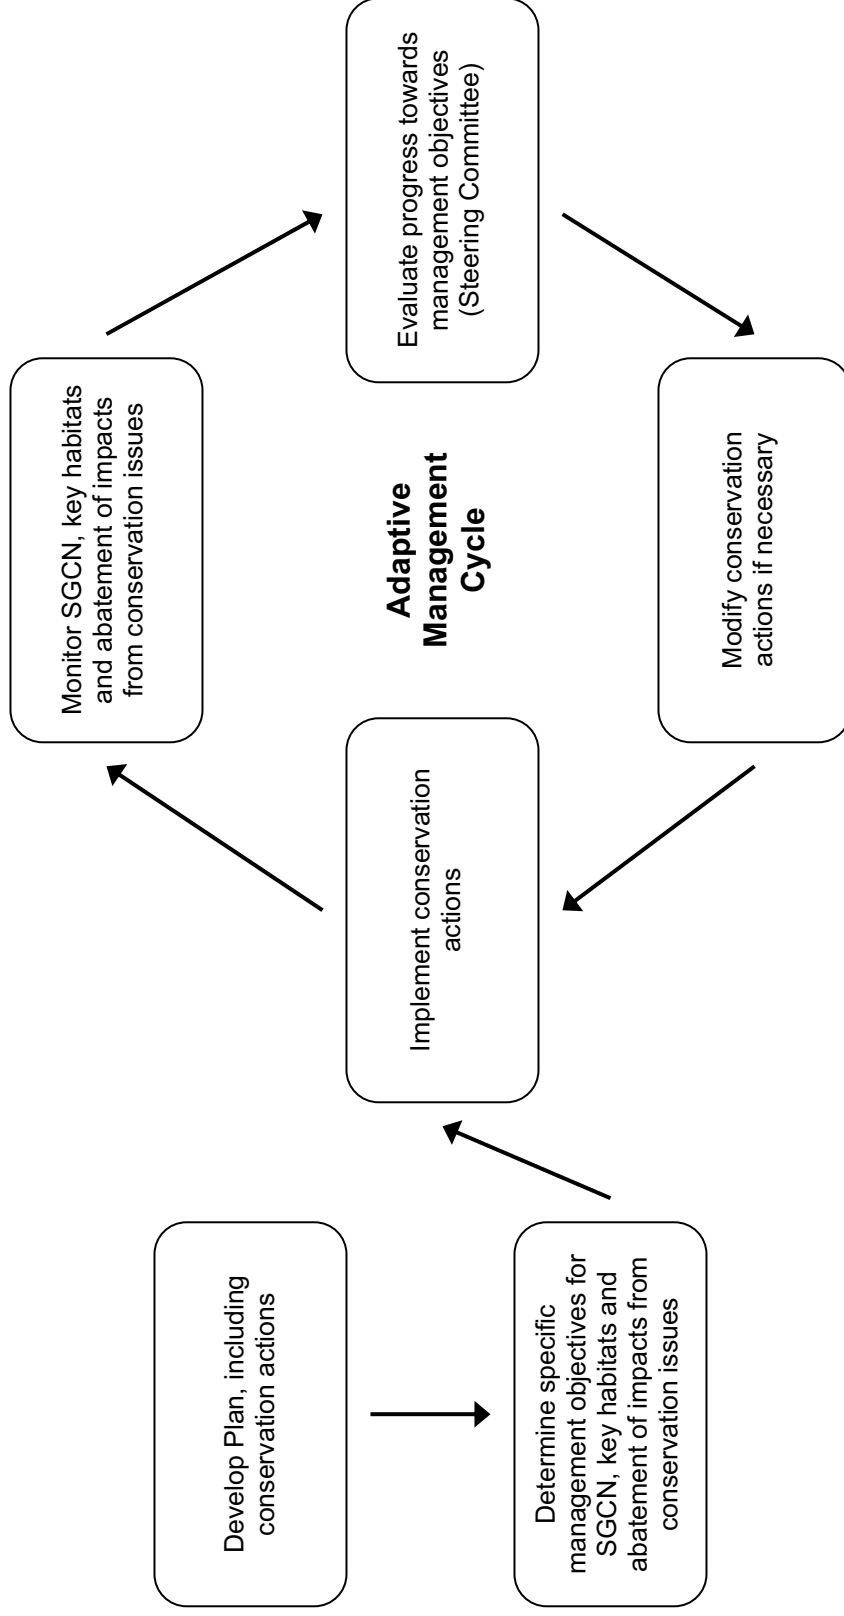 Develop Plan, including
conservation actions
Determine specific
management objectives for
SGCN, key habitats and
abatement of impacts from
conservation issues
Implement conservation
actions
Monitor SGCN, key habitats
and abatement of impacts
from conservation issues
Adaptive
Management
Cycle
Evaluate progress towards
management objectives
(Steering Committee)
Modify conservation
actions if necessary